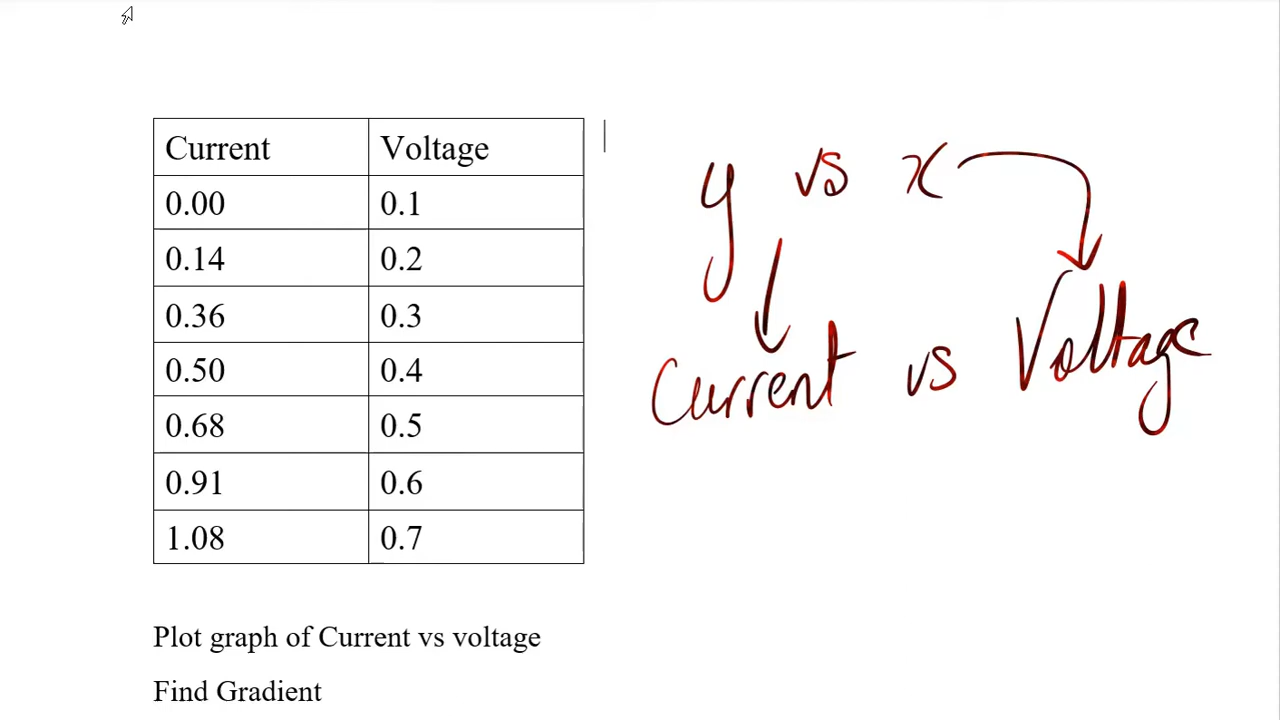 Current Voltage
0.00 0.1
0.14 0.2
0.36 0.3
0.50 0.4
0.68 0.5
0.91 0.6
1.08 0.7
y vs x
Current vs Voltage
Plot graph of Current vs voltage
Find Gradient